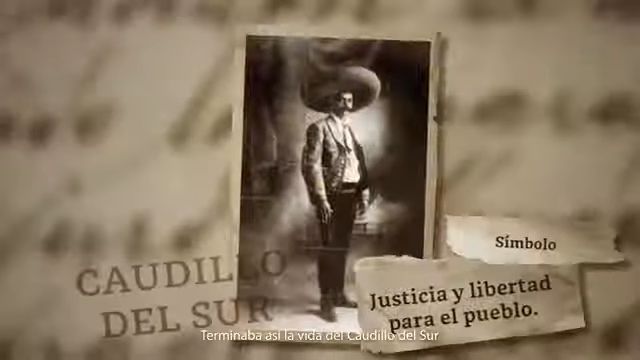 CAUDILLO
DEL SUR
Símbolo
Justicia y libertad
para el pueblo.
Terminaba así la vida del Caudillo del Sur